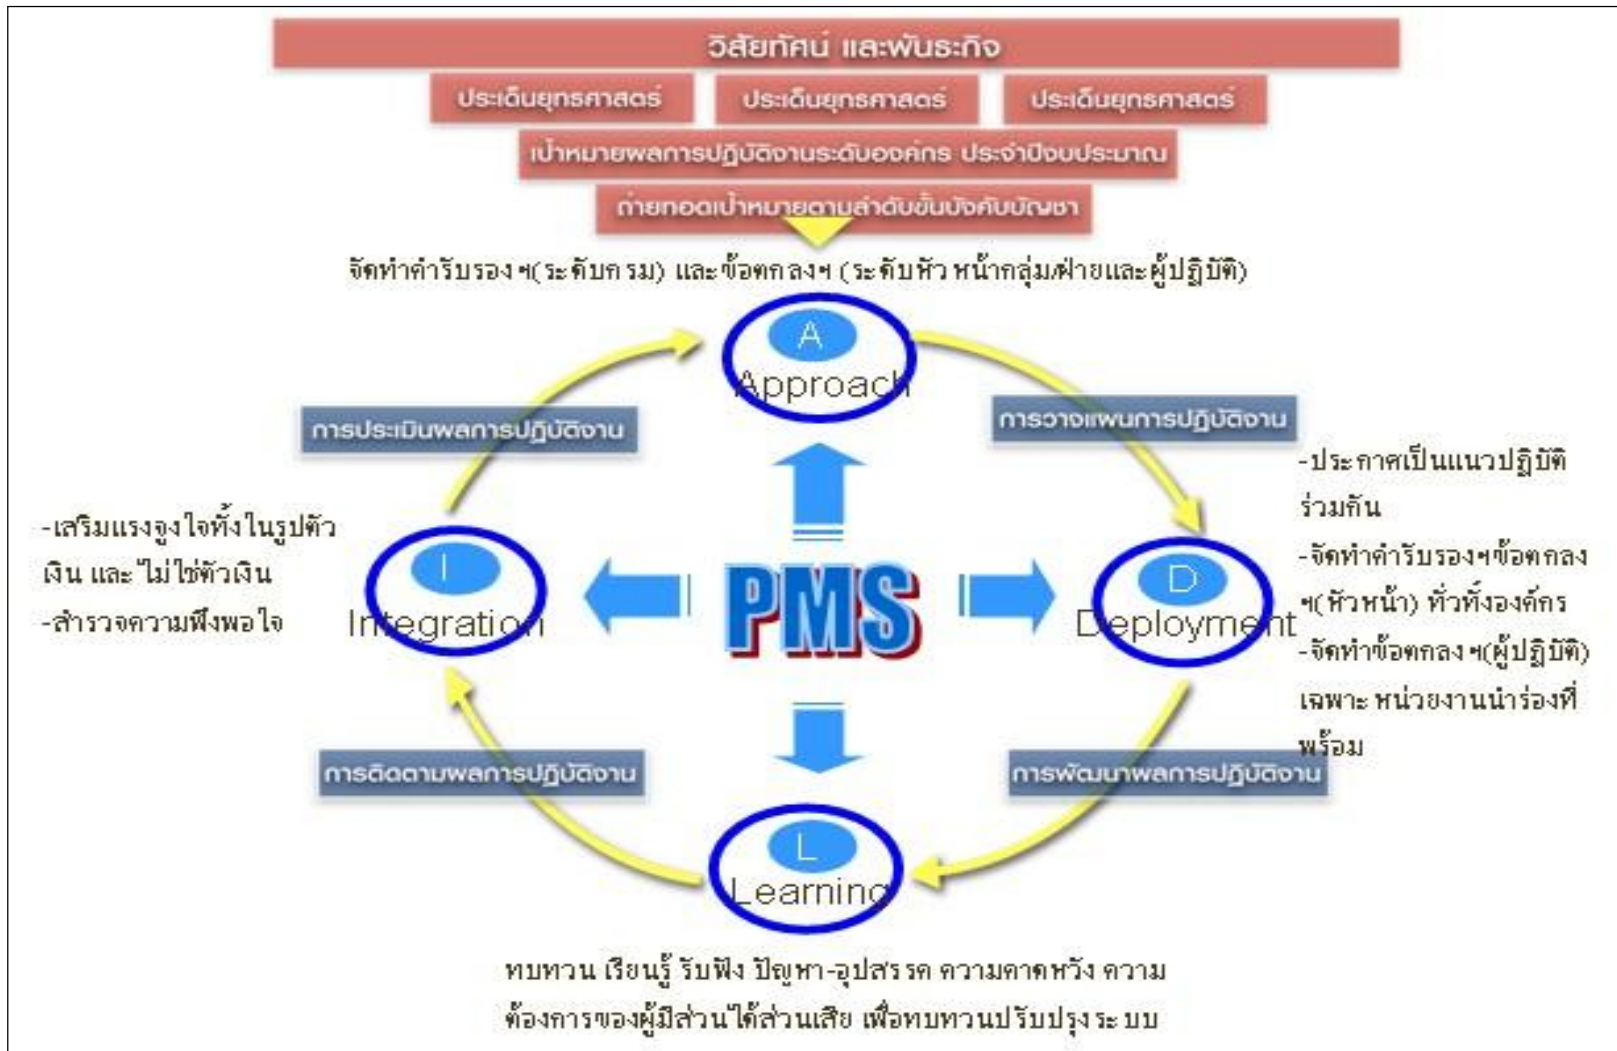 วิสัยทัศน์ และพันธะกิจ
ประเด็นยุทธศาสตร์ ประเด็นยุทธศาสตร์ ประเด็นยุทธศาสตร์
เป้าหมายผลการปฏิบัติงานระดับองค์กร ประจำปีงบประมาณ
ถ่ายทอดเป้าหมายตามลำดับชั้นบังคับบัญชา
จัดทำคำรับรองฯ(ระดับกรม) และข้อตกลงฯ (ระดับหัวหน้ากลุ่ม/ฝ่ายและผู้ปฏิบัติ)
A
Approach
การประเมินผลการปฏิบัติงาน
การวางแผนการปฏิบัติงาน
-ประกาศเป็นแนวปฏิบัติ
ร่วมกัน
-จัดทำคำรับรองฯข้อตกลง
ฯ(หัวหน้า) ทั่วทั้งองค์กร
-จัดทำข้อตกลงฯ(ผู้ปฏิบัติ)
เฉพาะหน่วยงานนำร่องที่
พร้อม
-เสริมแรงจูงใจทั้งในรูปตัว
เงิน และ ไม่ใช่ตัวเงิน
-สำรวจความพึงพอใจ
I
Integration
PMS
D
Deployment
การติดตามผลการปฏิบัติงาน
การพัฒนาผลการปฏิบัติงาน
L
Learning
ทบทวน เรียนรู้ รับฟัง ปัญหา-อุปสรรค ความคาดหวัง ความ
ต้องการของผู้มีส่วนได้ส่วนเสีย เพื่อทบทวนปรับปรุงระบบ